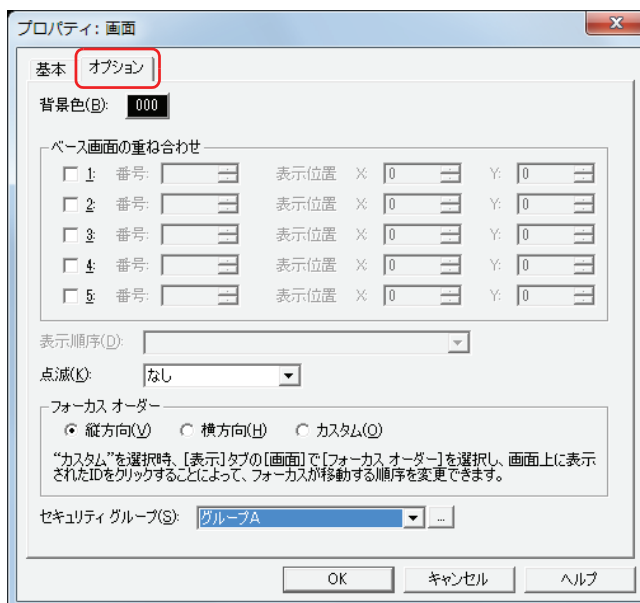 プロパティ: 画面
基本 オプション
背景色(B): 000
ベース画面の重ね合わせ
1: 番号: 表示位置 X: 0 Y: 0
2: 番号: 表示位置 X: 0 Y: 0
3: 番号: 表示位置 X: 0 Y: 0
4: 番号: 表示位置 X: 0 Y: 0
5: 番号: 表示位置 X: 0 Y: 0
表示順序(D):
点滅(K): なし
フォーカス オーダー
縦方向(V) 横方向(H) カスタム(O)
“カスタム”を選択時、[表示]タブの[画面]で[フォーカス オーダー]を選択し、画面上に表示
されたIDをクリックすることによって、フォーカスが移動する順序を変更できます。
セキュリティ グループ(S): グループA ...
OK キャンセル ヘルプ